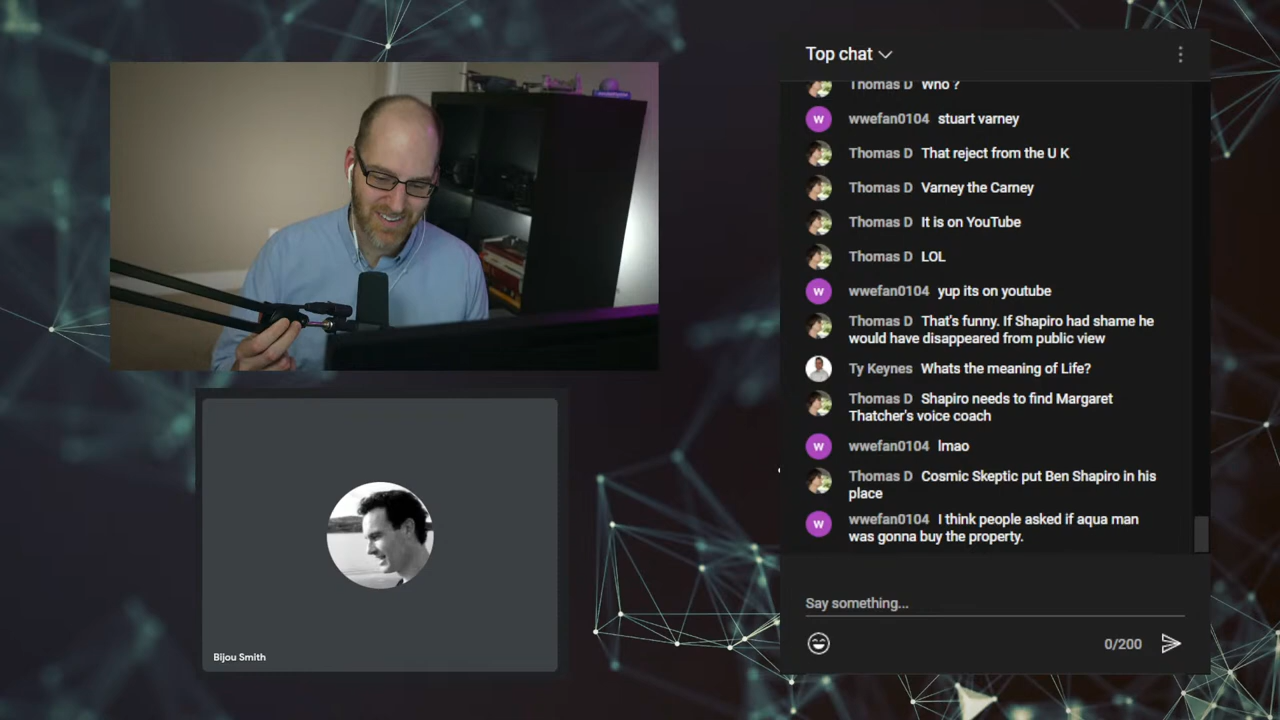 Top chat
Thomas D Who ?
wwefan0104 stuart varney
Thomas D That reject from the U K
Thomas D Varney the Carney
Thomas D It is on YouTube
Thomas D LOL
wwefan0104 yup its on youtube
Thomas D That's funny. If Shapiro had shame he
would have disappeared from public view
Ty Keynes Whats the meaning of Life?
Thomas D Shapiro needs to find Margaret
Thatcher's voice coach
wwefan0104 lmao
Thomas D Cosmic Skeptic put Ben Shapiro in his
place
wwefan0104 I think people asked if aqua man
was gonna buy the property.
Say something...
0/200
Bijou Smith